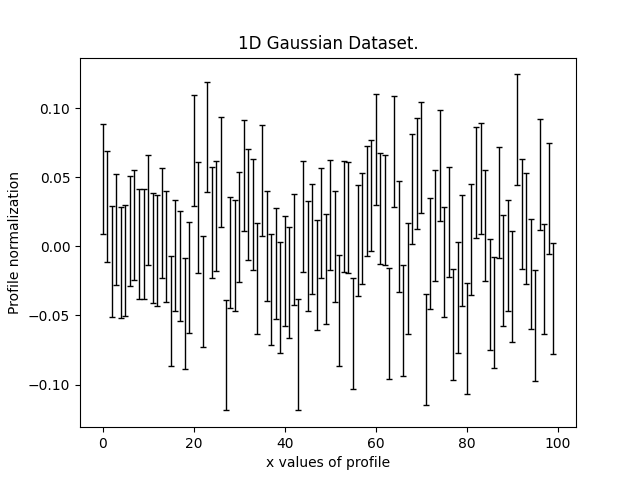 1D Gaussian Dataset.
0.10
0.05
0.00
−0.05
−0.10
Profile normalization
0 20 40 60 80 100
x values of profile